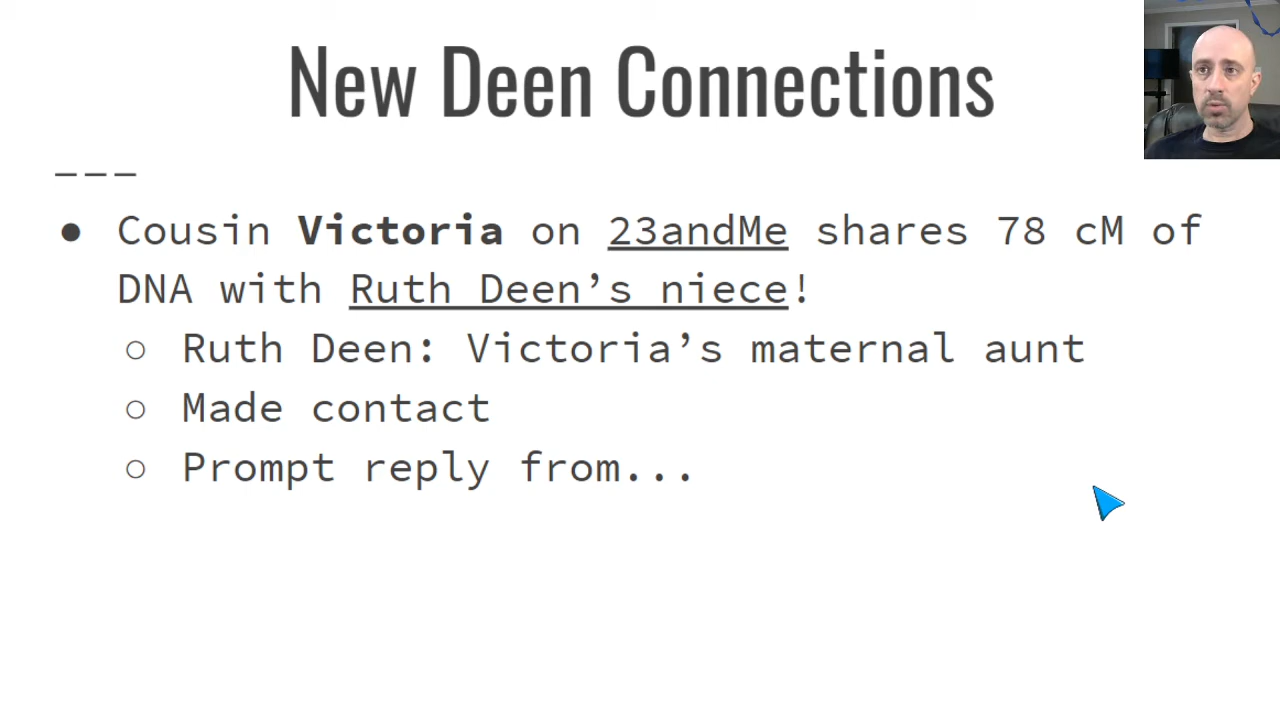 New Deen Connections
___
● Cousin Victoria on 23andMe shares 78 cM of
DNA with Ruth Deen’s niece!
○ Ruth Deen: Victoria’s maternal aunt
○ Made contact
○ Prompt reply from...